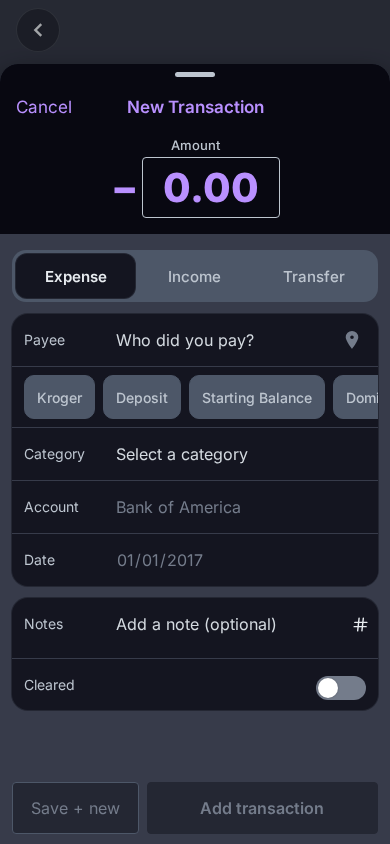 Cancel
New Transaction
Amount
–
0.00
Expense
Income
Transfer
Payee
Who did you pay?
Kroger
Deposit
Starting Balance
Domi
Category
Select a category
Account
Bank of America
Date
01/01/2017
Notes
Add a note (optional)
#
Cleared
Save + new
Add transaction